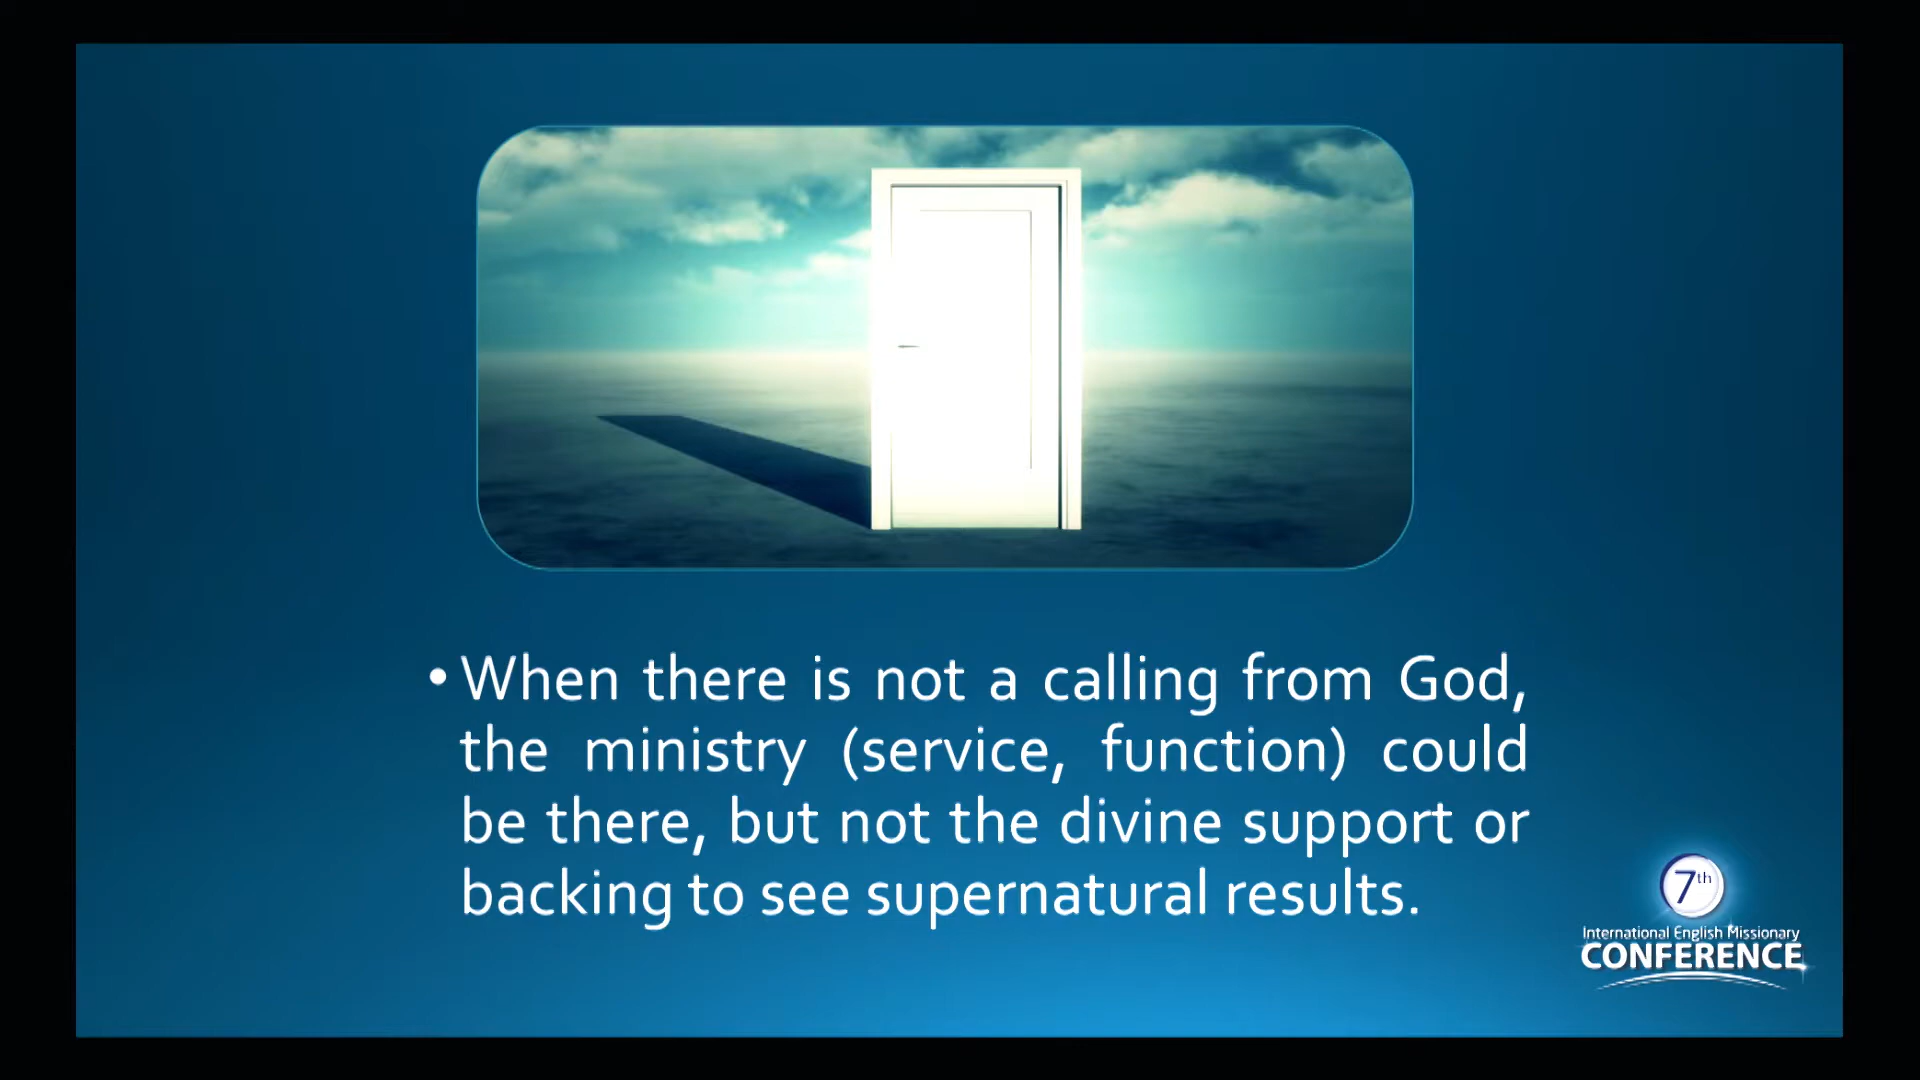 • When there is not a calling from God,
the ministry (service, function) could
be there, but not the divine support or
backing to see supernatural results.
7th
International English Missionary
CONFERENCE